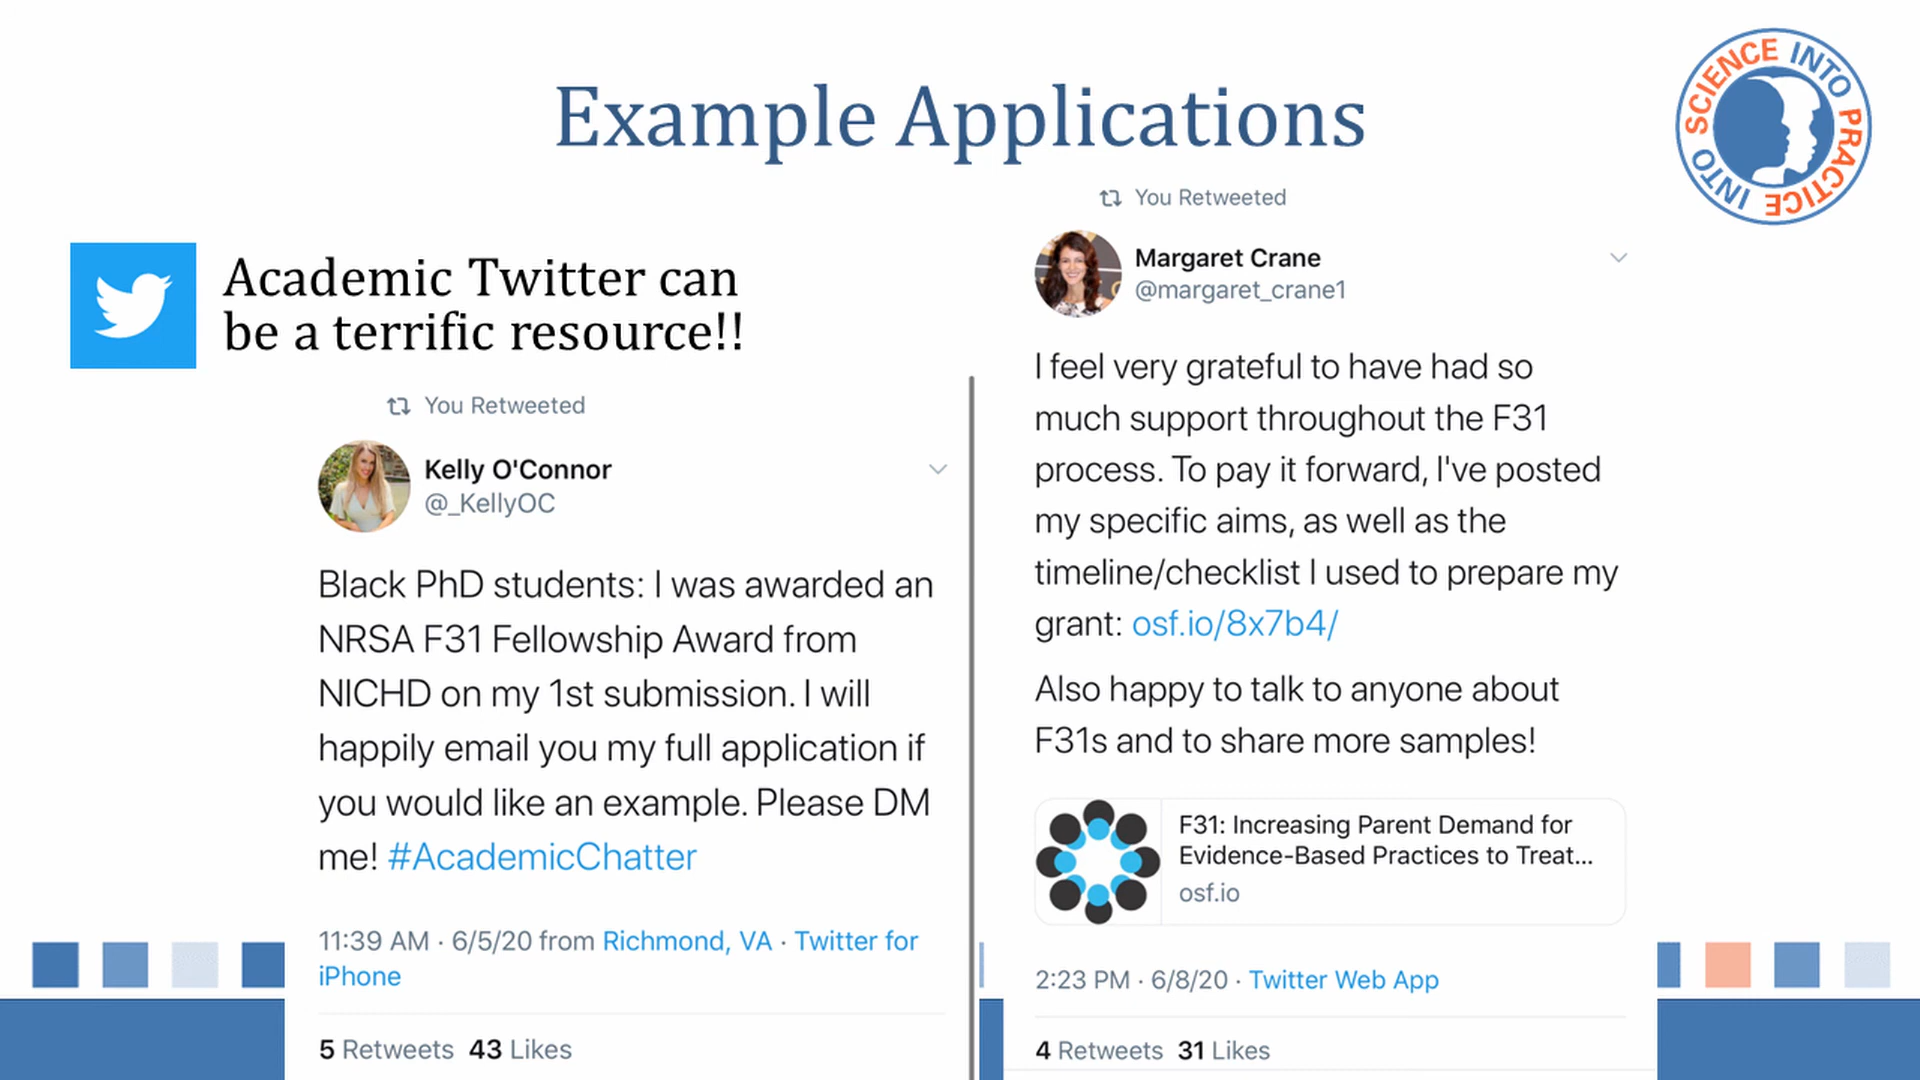 Example Applications
SCIENCE INTO PRACTICE INTO
Academic Twitter can
be a terrific resource!!
You Retweeted
Kelly O'Connor
@_KellyOC
Black PhD students: I was awarded an
NRSA F31 Fellowship Award from
NICHD on my 1st submission. I will
happily email you my full application if
you would like an example. Please DM
me! #AcademicChatter
11:39 AM · 6/5/20 from Richmond, VA · Twitter for
iPhone
5 Retweets 43 Likes
You Retweeted
Margaret Crane
@margaret_crane1
I feel very grateful to have had so
much support throughout the F31
process. To pay it forward, I've posted
my specific aims, as well as the
timeline/checklist I used to prepare my
grant: osf.io/8x7b4/
Also happy to talk to anyone about
F31s and to share more samples!
F31: Increasing Parent Demand for
Evidence-Based Practices to Treat...
osf.io
2:23 PM · 6/8/20 · Twitter Web App
4 Retweets 31 Likes